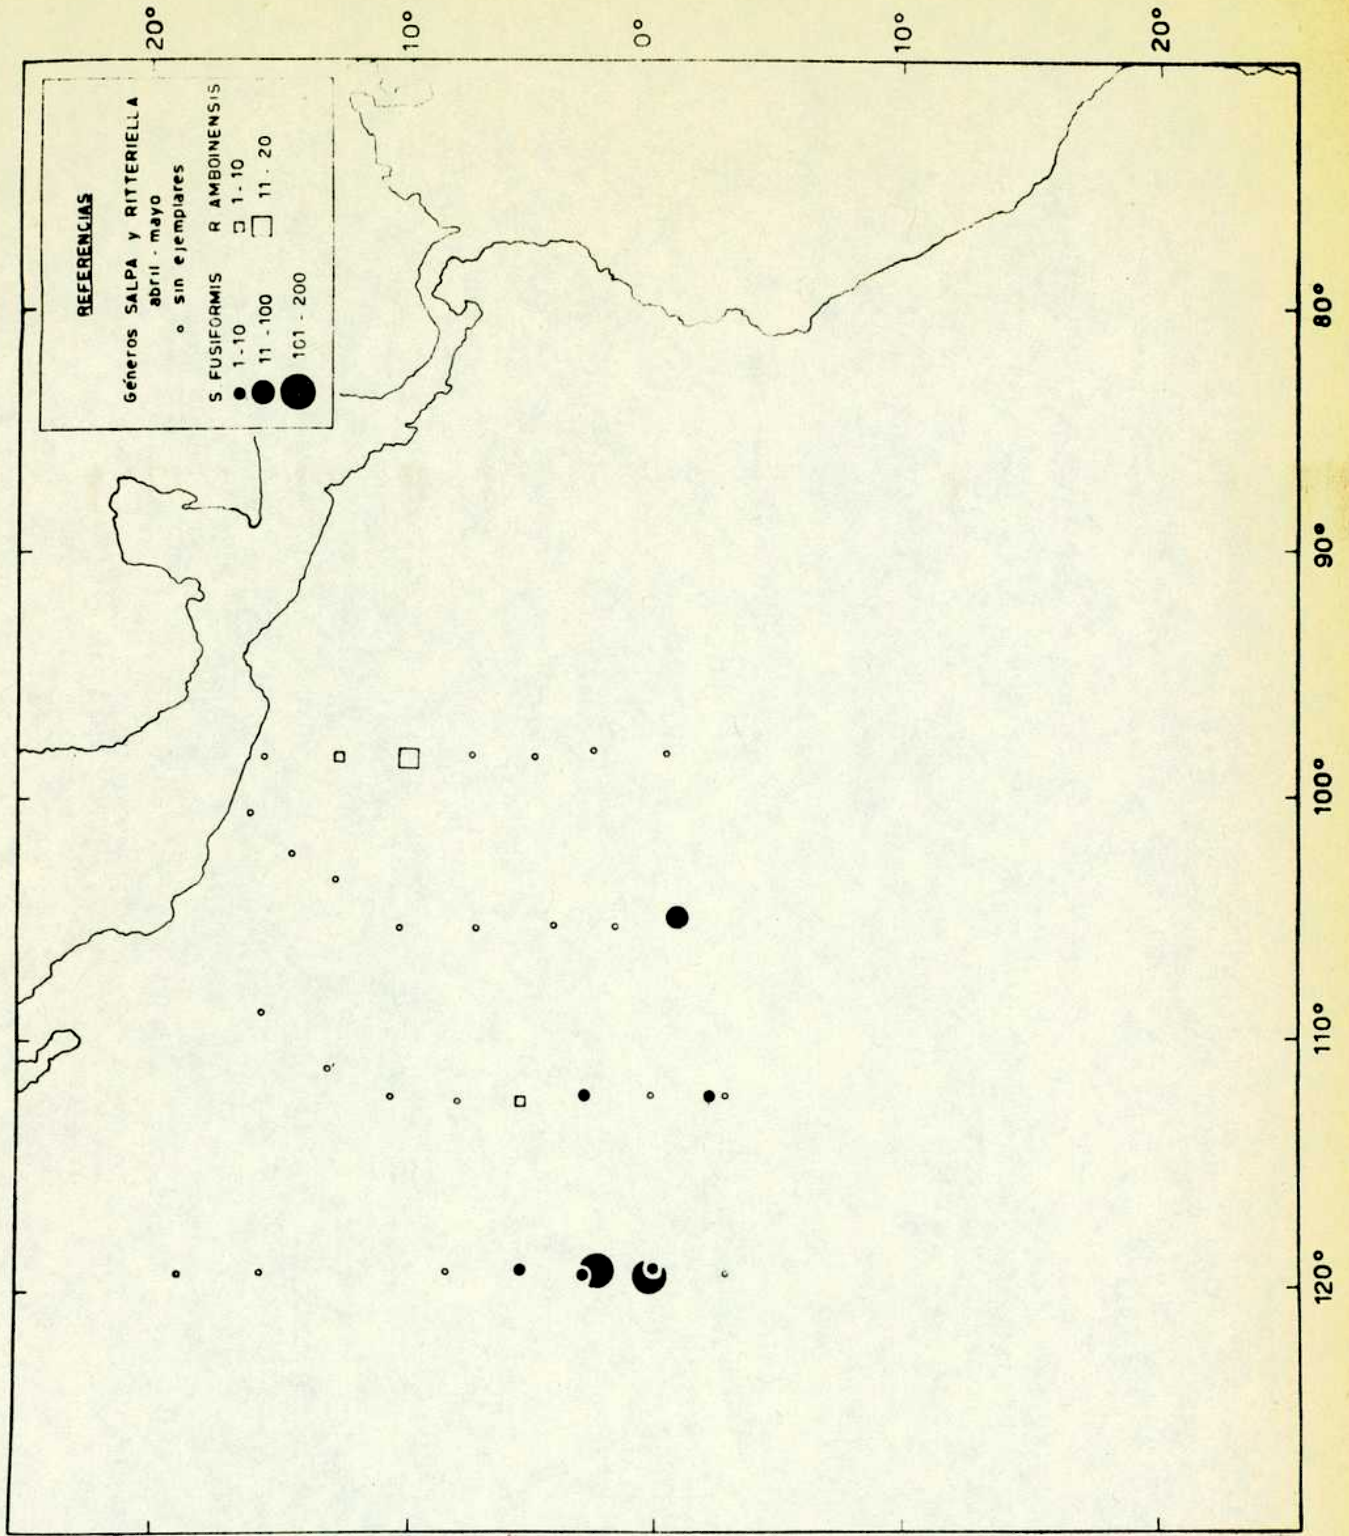 REFERENCIAS
Géneros SALPA y RITTERIELLA
abril - mayo
sin ejemplares
S FUSIFORMIS R AMBOINENSIS
1-10 1-10
11-100 11-20
101-200
20°
10°
0°
10°
20°
120°
110°
100°
90°
80°